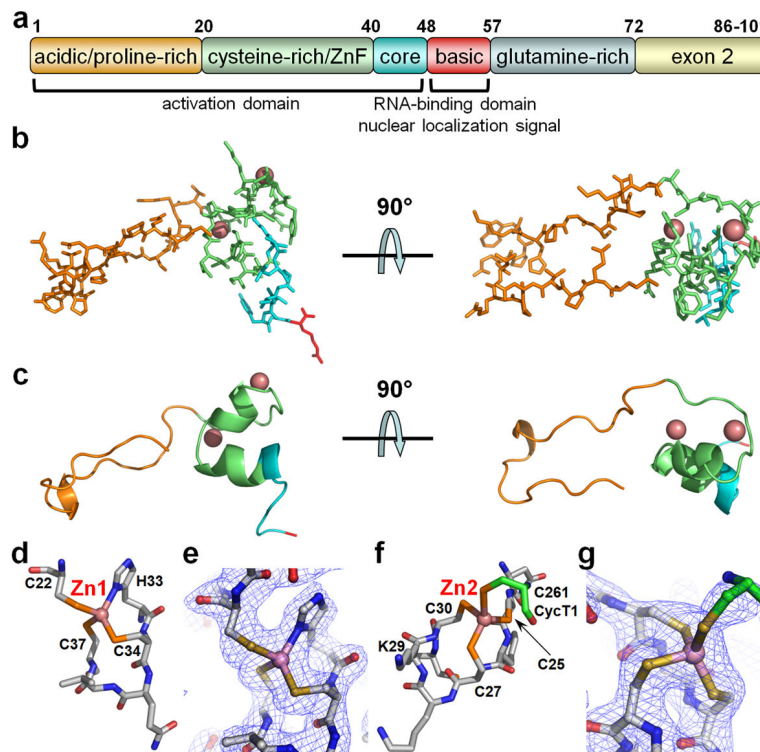 a
1 20 40 48 57 72 86-10
acidic/proline-rich cysteine-rich/ZnF core basic glutamine-rich exon 2
activation domain RNA-binding domain
nuclear localization signal
b
90°
c
90°
d e f g
Zn1
C22 H33
C37 C34
Zn2
C261
CycT1
C30
K29
C25
C27